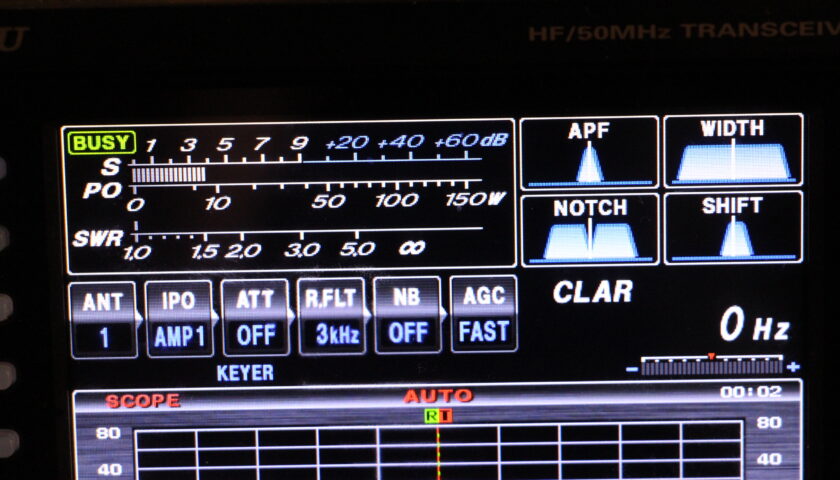 U
HF/50MHz TRANSCEIV
BUSY 1 3 5 7 9 +20 +40 +60dB
S
PO
0 10 50 100 150W
SWR
1.0 1.5 2.0 3.0 5.0 ∞
APF
WIDTH
NOTCH
SHIFT
ANT IPO ATT R.FLT NB AGC
1 AMP1 OFF 3kHz OFF FAST
KEYER
CLAR
0 Hz
- +
SCOPE AUTO 00:02
R T
80 80
40 40